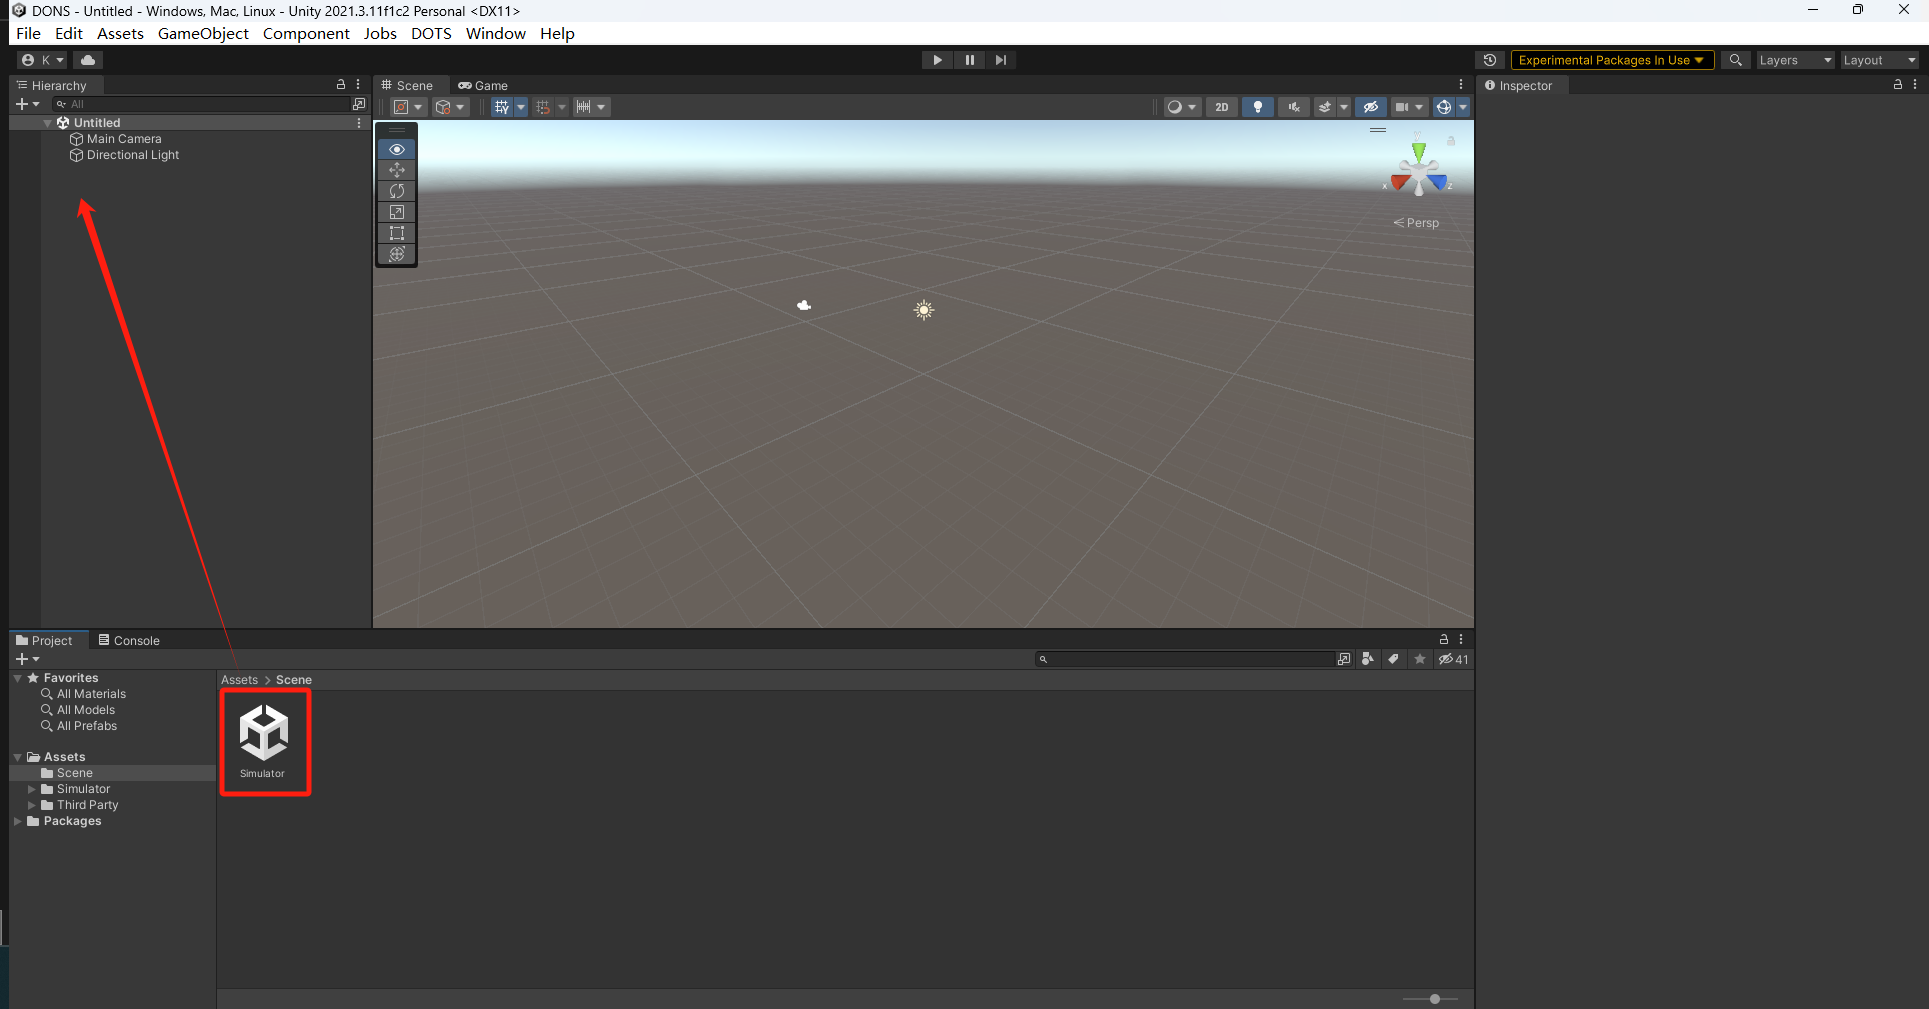 DONS - Untitled - Windows, Mac, Linux - Unity 2021.3.11f1c2 Personal <DX11>
File Edit Assets GameObject Component Jobs DOTS Window Help
K
Experimental Packages In Use
Layers
Layout
Hierarchy
Scene
Game
Inspector
All
2D
Untitled
Main Camera
Directional Light
y
x
z
Persp
Project
Console
41
Favorites
All Materials
All Models
All Prefabs
Assets
Scene
Simulator
Third Party
Packages
Assets > Scene
Simulator